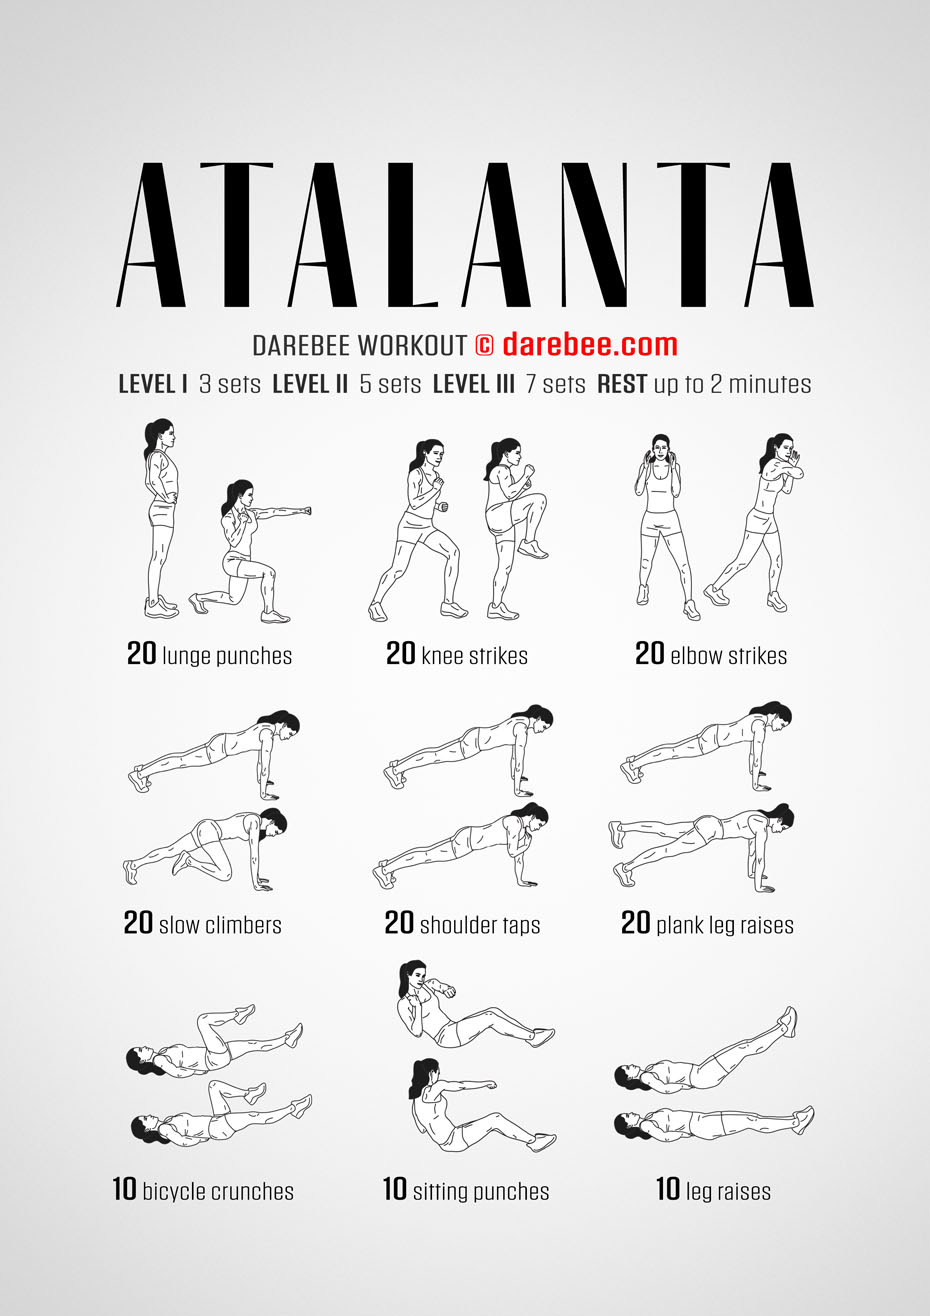 ATALANTA
DAREBEE WORKOUT © darebee.com
LEVEL I 3 sets LEVEL II 5 sets LEVEL III 7 sets REST up to 2 minutes
20 lunge punches
20 knee strikes
20 elbow strikes
20 slow climbers
20 shoulder taps
20 plank leg raises
10 bicycle crunches
10 sitting punches
10 leg raises